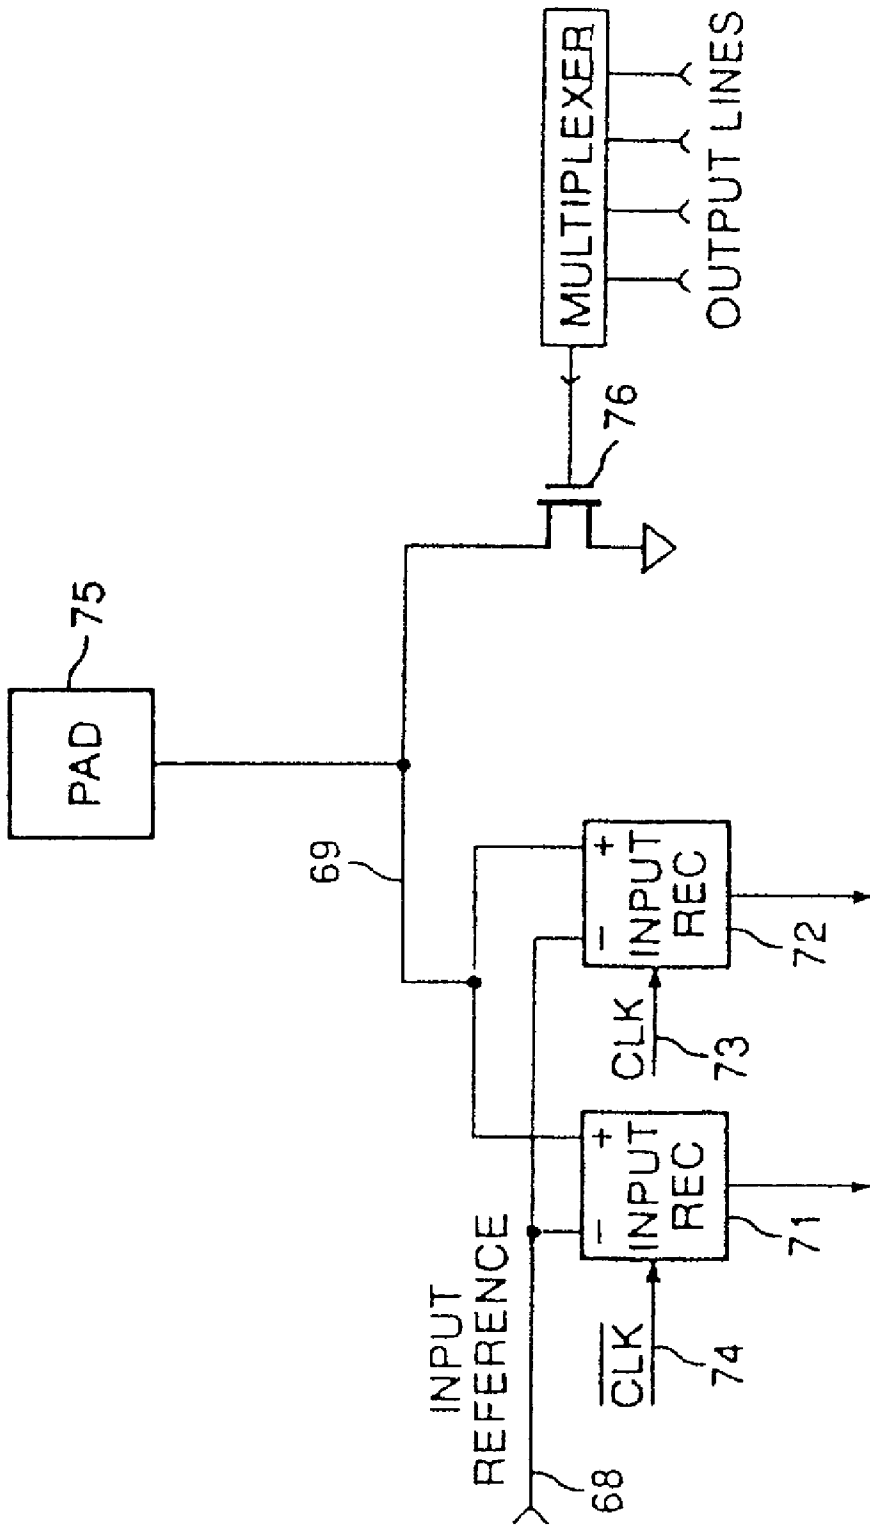 PAD
75
MULTIPLEXER
OUTPUT LINES
76
69
INPUT
REFERENCE
68
- +
INPUT
REC
71
C̅L̅K̅
74
- +
INPUT
REC
72
CLK
73